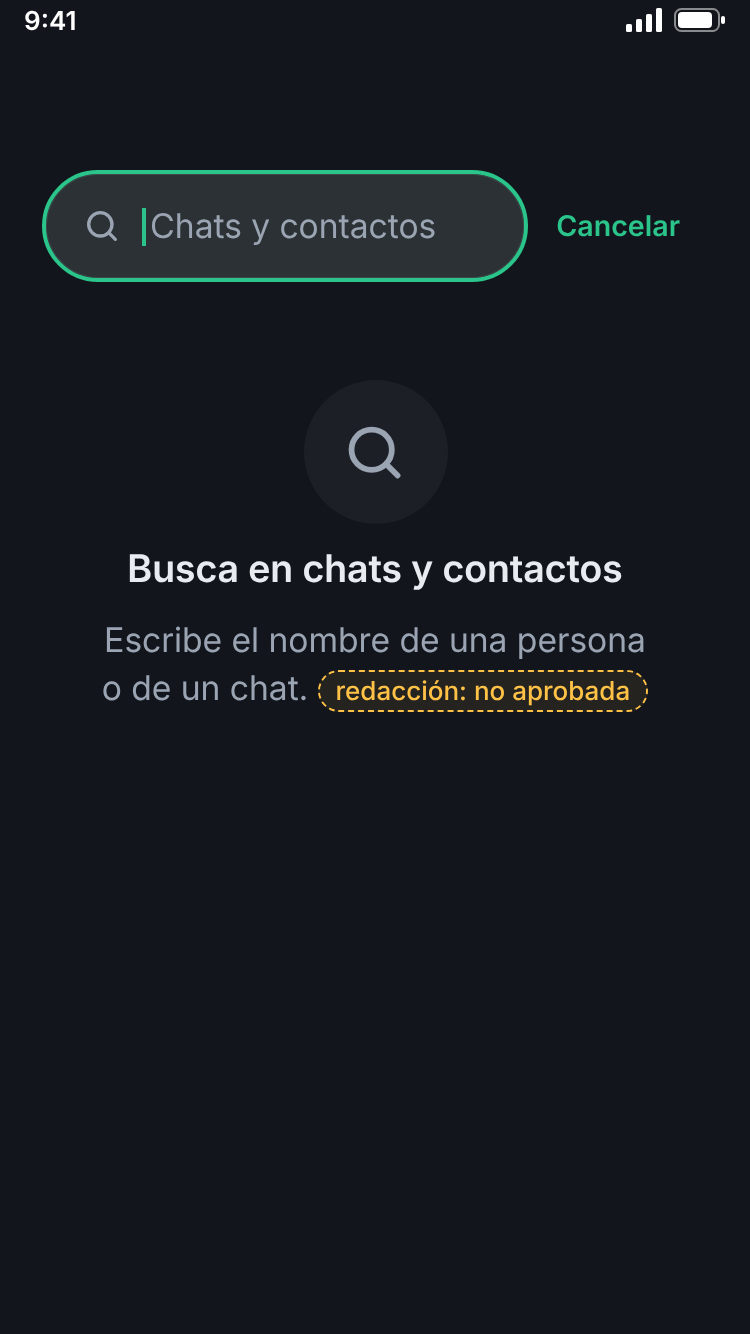 9:41
Chats y contactos
Cancelar
Busca en chats y contactos
Escribe el nombre de una persona
o de un chat. redacción: no aprobada